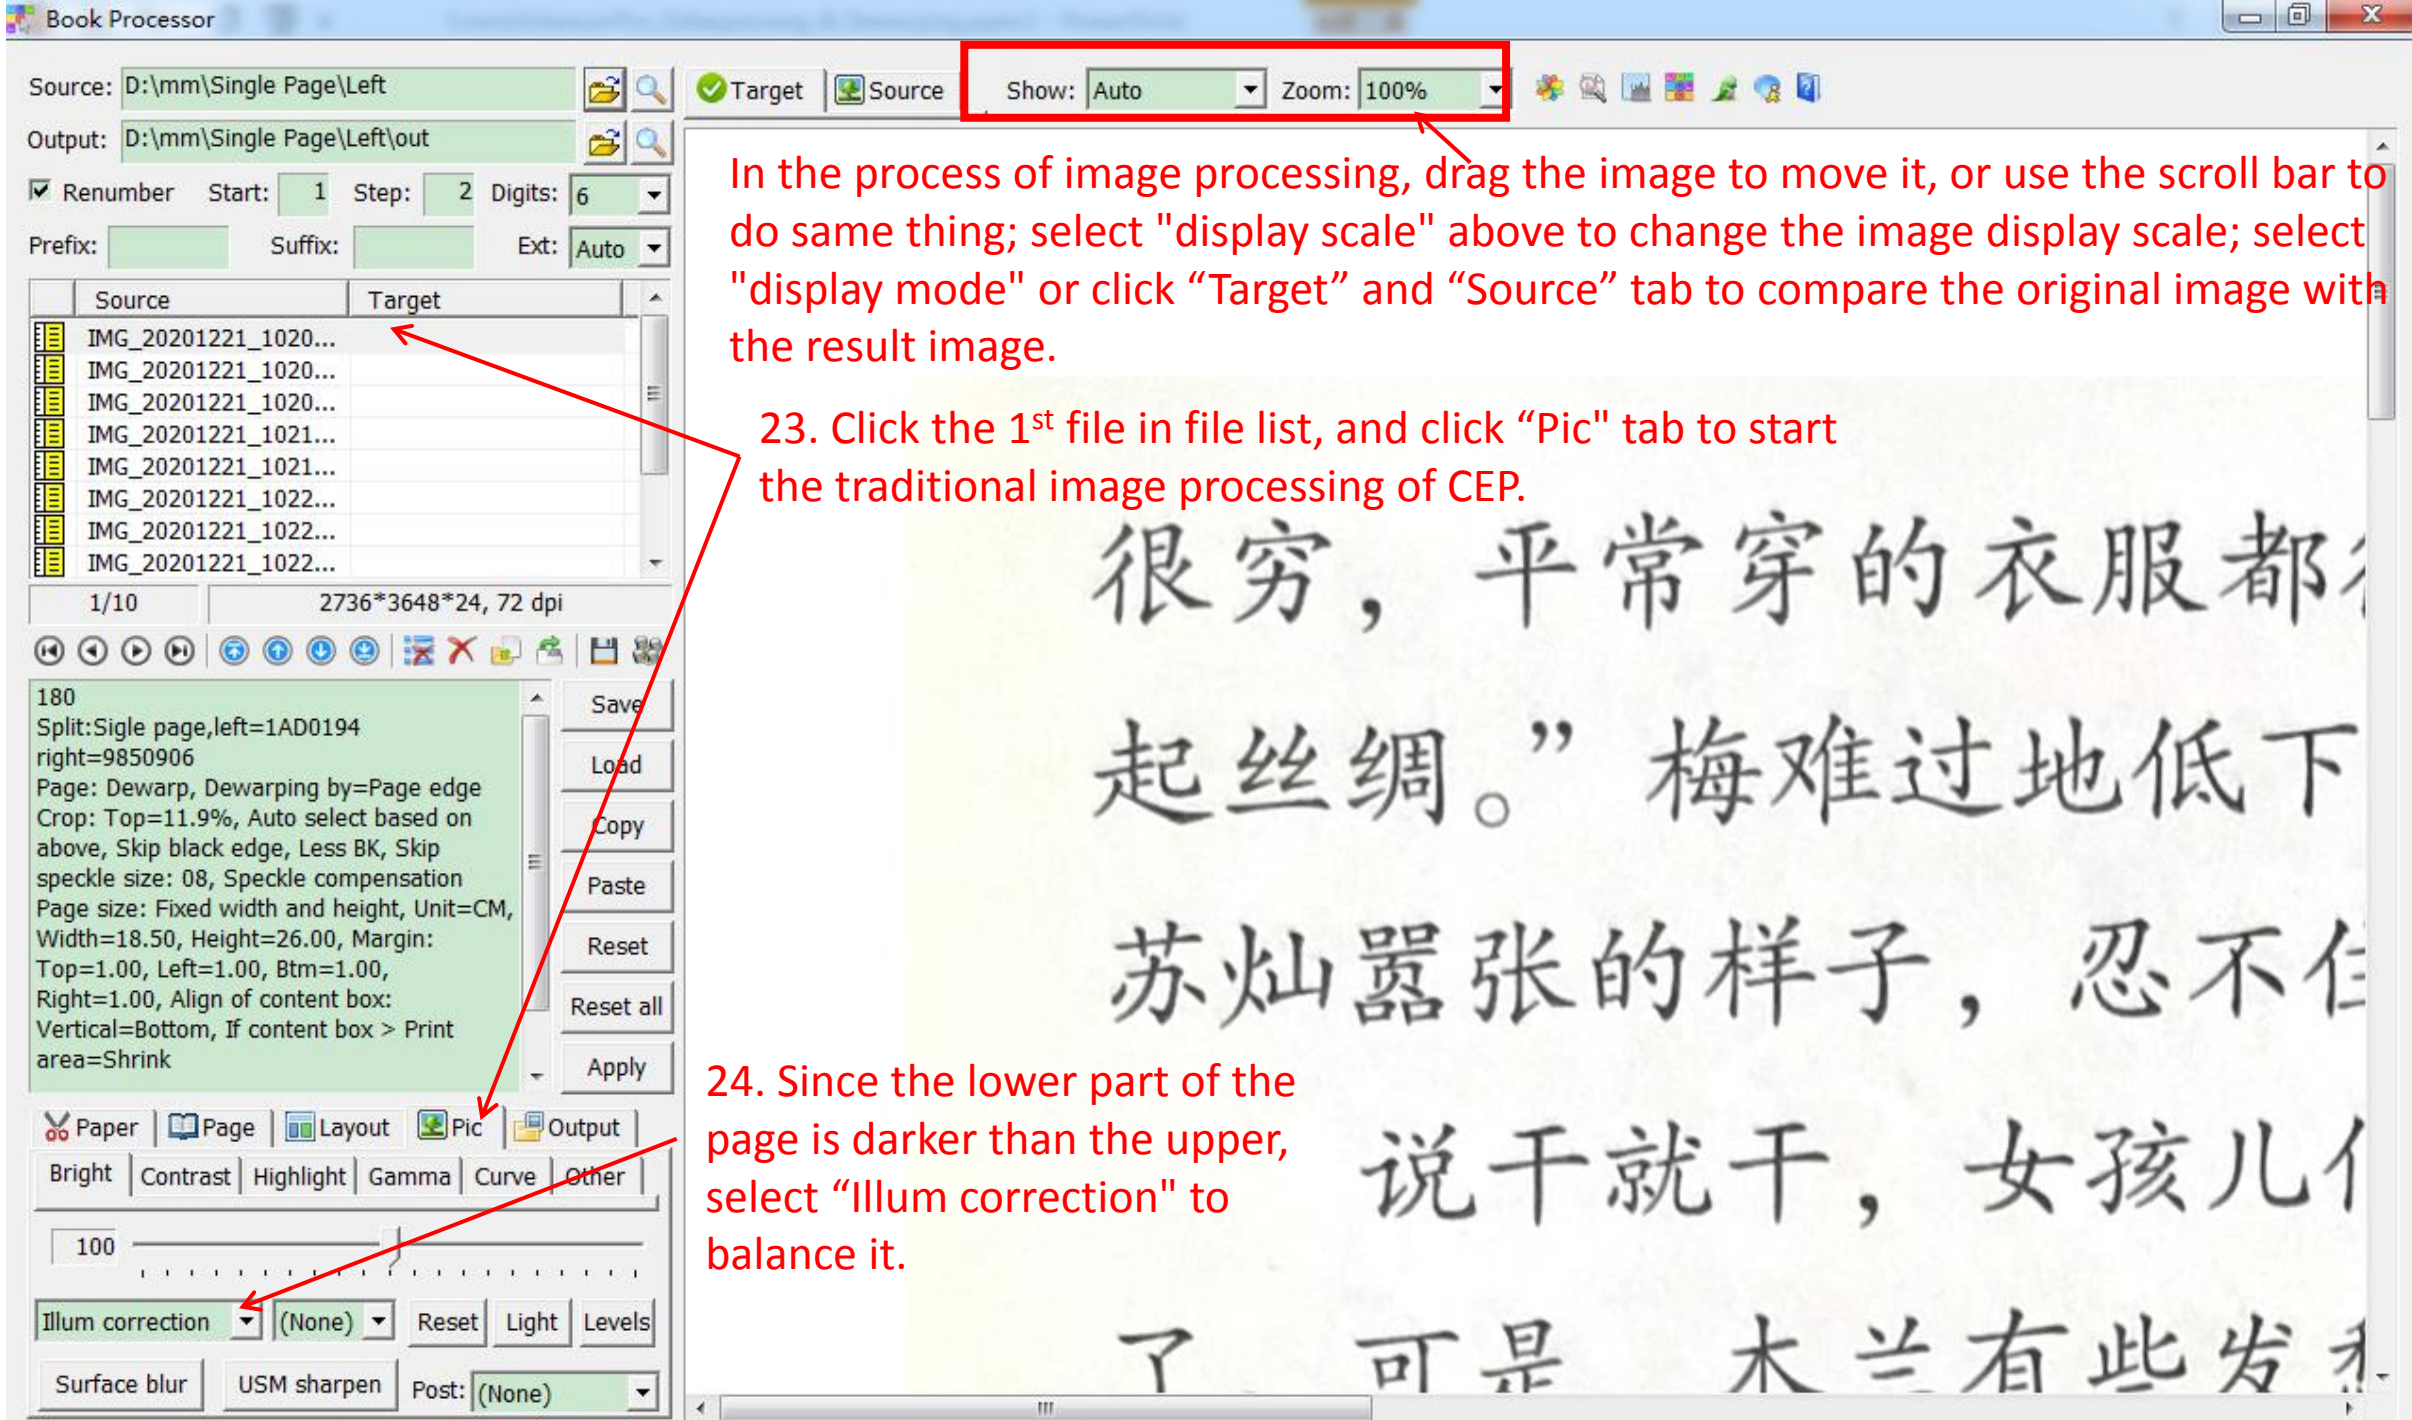 Book Processor
Source: D:\mm\Single Page\Left
Output: D:\mm\Single Page\Left\out
Renumber Start: 1 Step: 2 Digits: 6
Prefix: Suffix: Ext: Auto
Source Target
IMG_20201221_1020...
IMG_20201221_1020...
IMG_20201221_1020...
IMG_20201221_1021...
IMG_20201221_1021...
IMG_20201221_1022...
IMG_20201221_1022...
IMG_20201221_1022...
1/10 2736*3648*24, 72 dpi
180
Split:Sigle page,left=1AD0194
right=9850906
Page: Dewarp, Dewarping by=Page edge
Crop: Top=11.9%, Auto select based on
above, Skip black edge, Less BK, Skip
speckle size: 08, Speckle compensation
Page size: Fixed width and height, Unit=CM,
Width=18.50, Height=26.00, Margin:
Top=1.00, Left=1.00, Btm=1.00,
Right=1.00, Align of content box:
Vertical=Bottom, If content box > Print
area=Shrink
Save
Load
Copy
Paste
Reset
Reset all
Apply
Paper Page Layout Pic Output
Bright Contrast Highlight Gamma Curve Other
100
Illum correction (None) Reset Light Levels
Surface blur USM sharpen Post: (None)
Target Source Show: Auto Zoom: 100%
In the process of image processing, drag the image to move it, or use the scroll bar to
do same thing; select "display scale" above to change the image display scale; select
"display mode" or click “Target” and “Source” tab to compare the original image with
the result image.
23. Click the 1st file in file list, and click “Pic" tab to start
the traditional image processing of CEP.
很穷，平常穿的衣服都
起丝绸。”梅难过地低下
苏灿嚣张的样子，忍不
24. Since the lower part of the
page is darker than the upper,
select “Illum correction" to
balance it.
说干就干，女孩儿
了 可是 木兰有些发